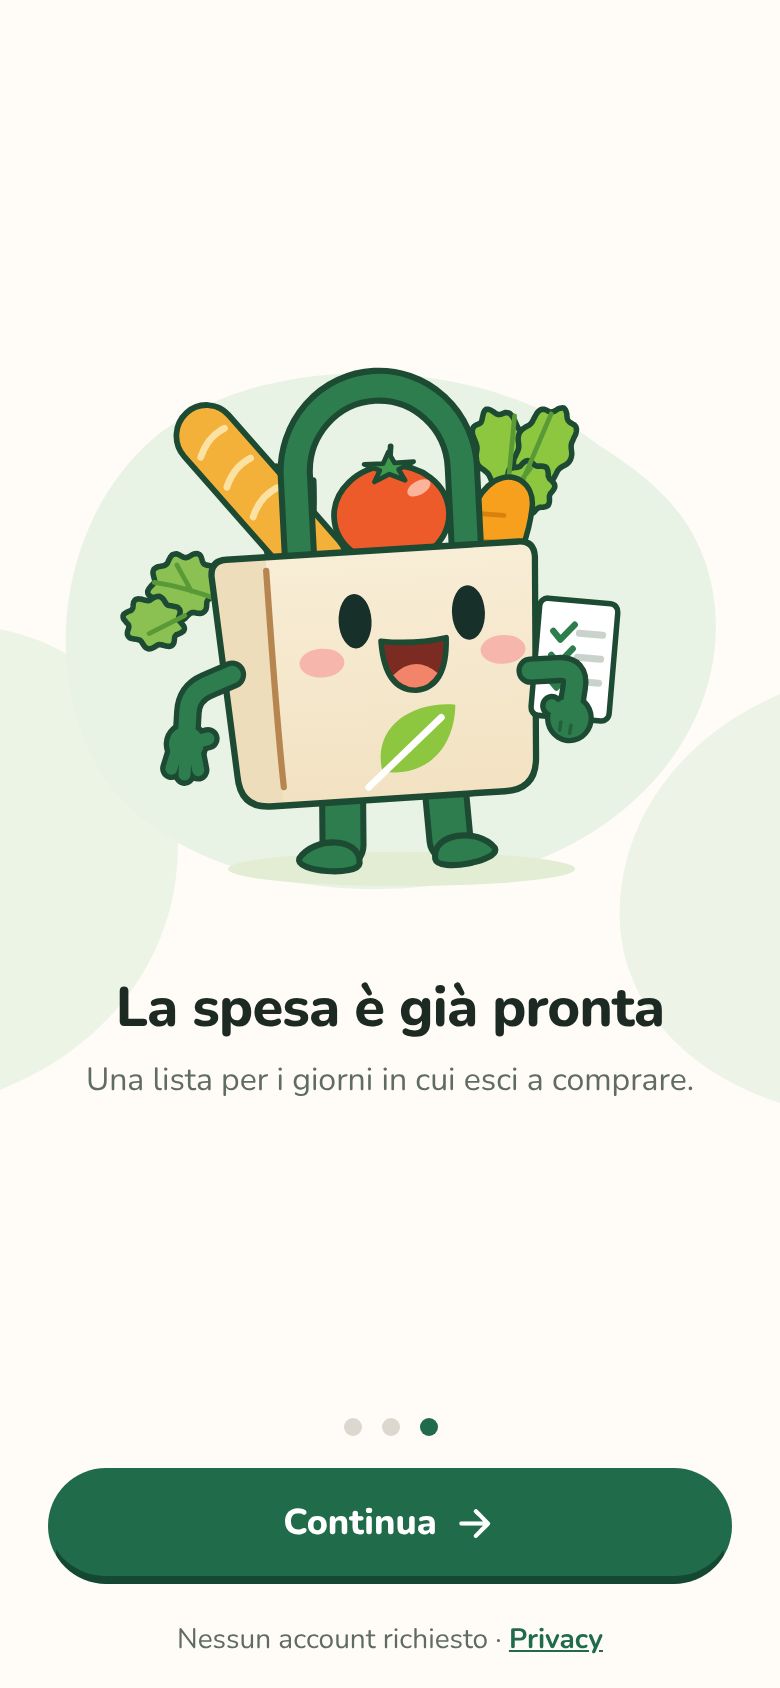 La spesa è già pronta
Una lista per i giorni in cui esci a comprare.
Continua →
Nessun account richiesto · Privacy